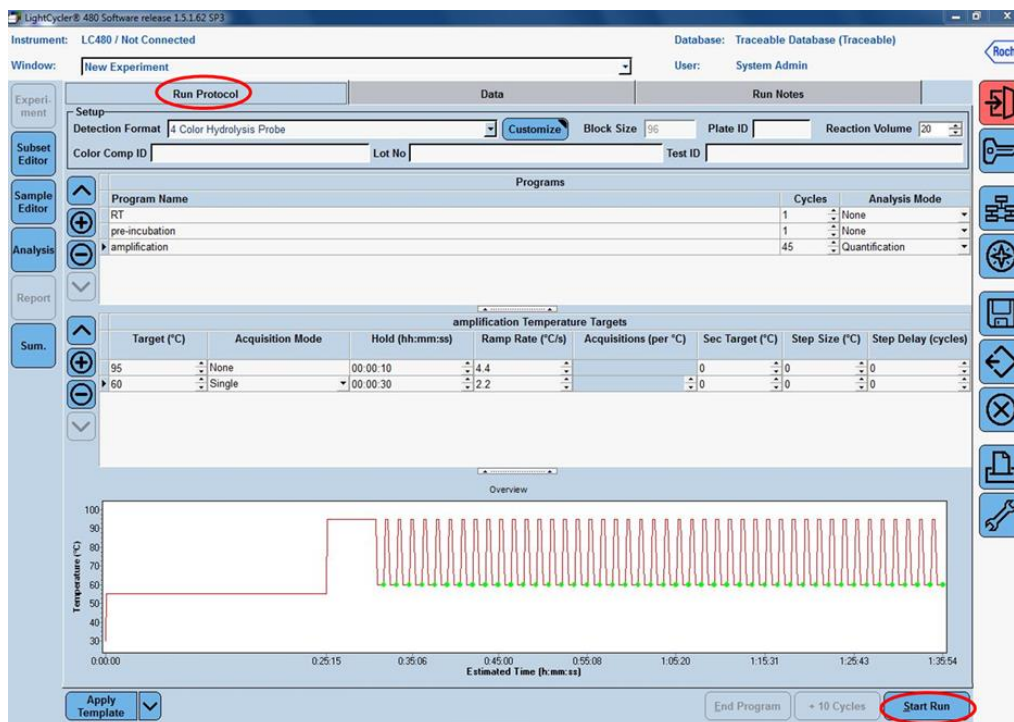 LightCycler® 480 Software release 1.5.1.62 SP3
Instrument: LC480 / Not Connected Database: Traceable Database (Traceable)
Window: New Experiment User: System Admin
Roch
Run Protocol Data Run Notes
Experi-
ment
Subset
Editor
Sample
Editor
Analysis
Report
Sum.
Setup
Detection Format 4 Color Hydrolysis Probe Customize Block Size 96 Plate ID Reaction Volume 20
Color Comp ID Lot No Test ID
Programs
Program Name Cycles Analysis Mode
RT 1 None
pre-incubation 1 None
amplification 45 Quantification
amplification Temperature Targets
Target (°C) Acquisition Mode Hold (hh:mm:ss) Ramp Rate (°C/s) Acquisitions (per °C) Sec Target (°C) Step Size (°C) Step Delay (cycles)
95 None 00:00:10 4.4 0 0 0
60 Single 00:00:30 2.2 0 0 0
Overview
Temperature (°C)
100
90
80
70
60
50
40
30
0:00:00 0:25:15 0:35:06 0:45:00 0:55:08 1:05:20 1:15:31 1:25:43 1:35:54
Estimated Time (h:mm:ss)
Apply
Template
End Program + 10 Cycles Start Run